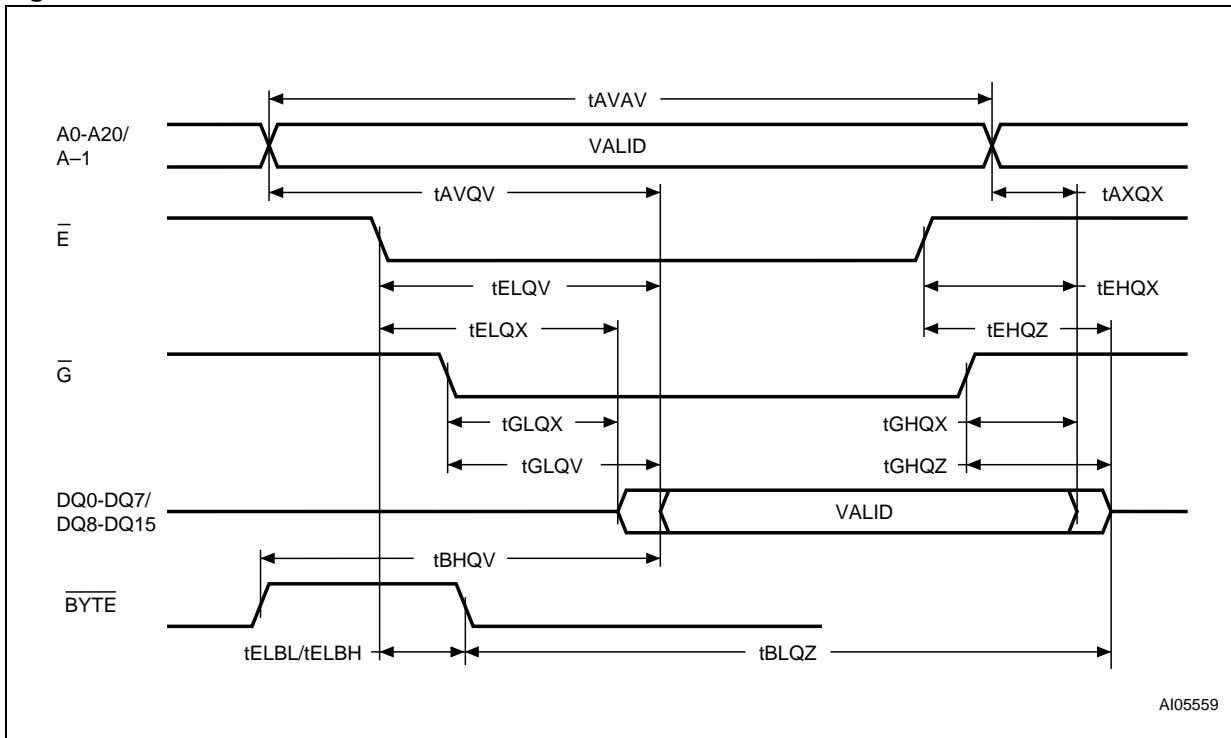 tAVAV
A0-A20/
A–1
VALID
tAVQV
tAXQX
E
tELQV
tEHQX
tELQX
tEHQZ
G
tGLQX
tGHQX
tGLQV
tGHQZ
DQ0-DQ7/
DQ8-DQ15
VALID
tBHQV
BYTE
tELBL/tELBH
tBLQZ
AI05559